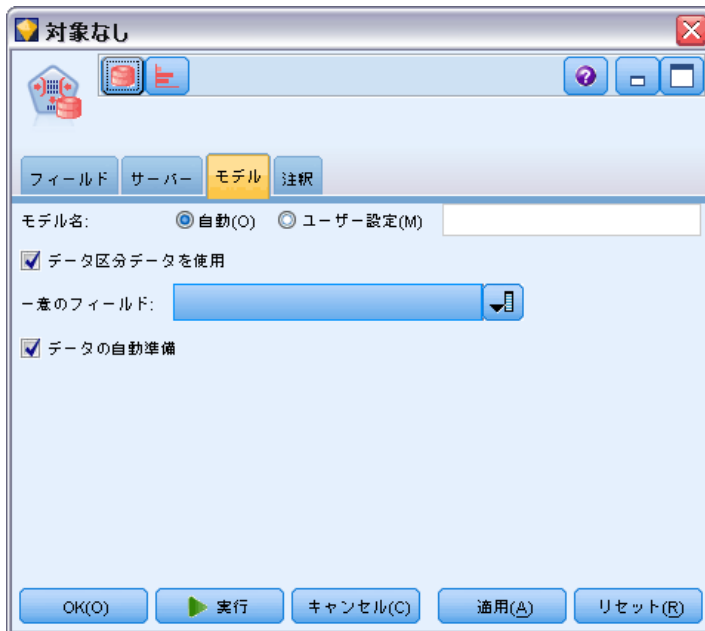 対象なし
フィールド サーバー モデル 注釈
モデル名: 自動(O) ユーザー設定(M)
データ区分データを使用
一意のフィールド:
データの自動準備
OK(O) 実行 キャンセル(C) 適用(A) リセット(R)